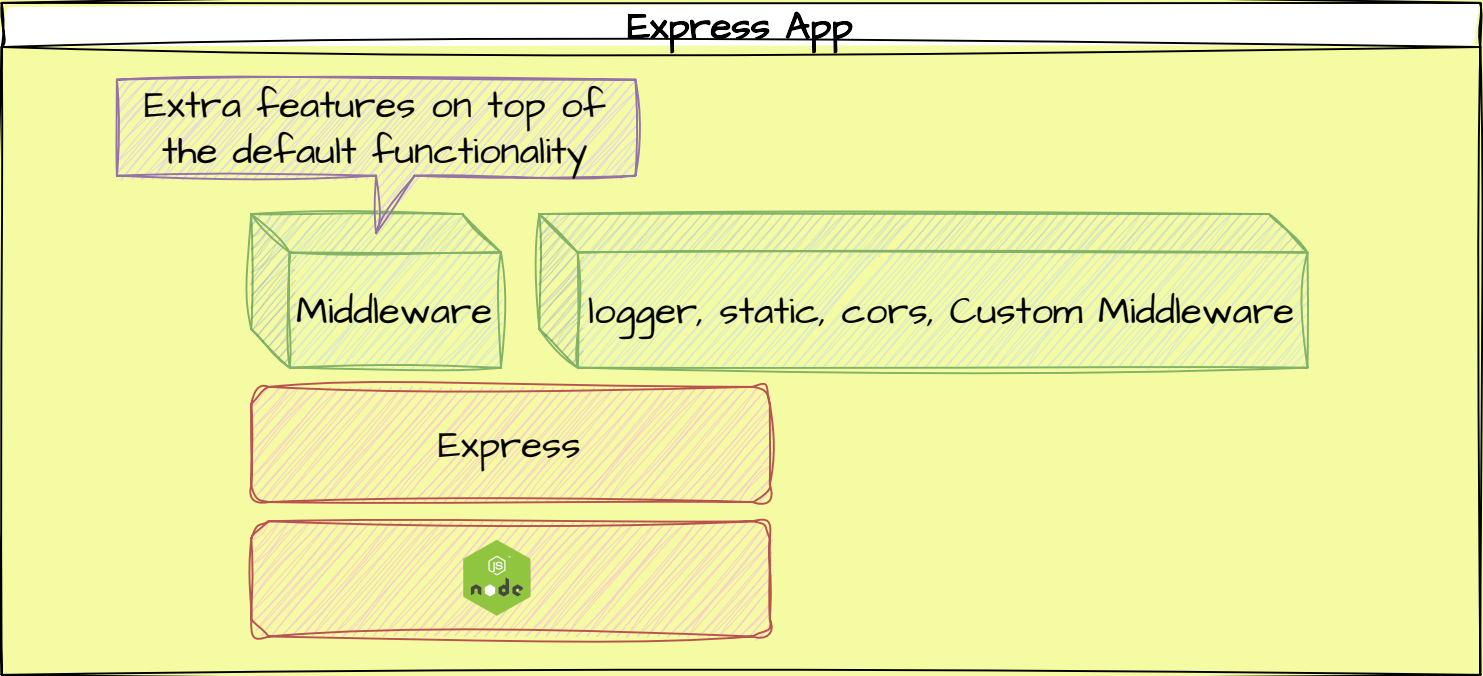 Express App
Extra features on top of
the default functionality
Middleware
logger, static, cors, Custom Middleware
Express
JS
node